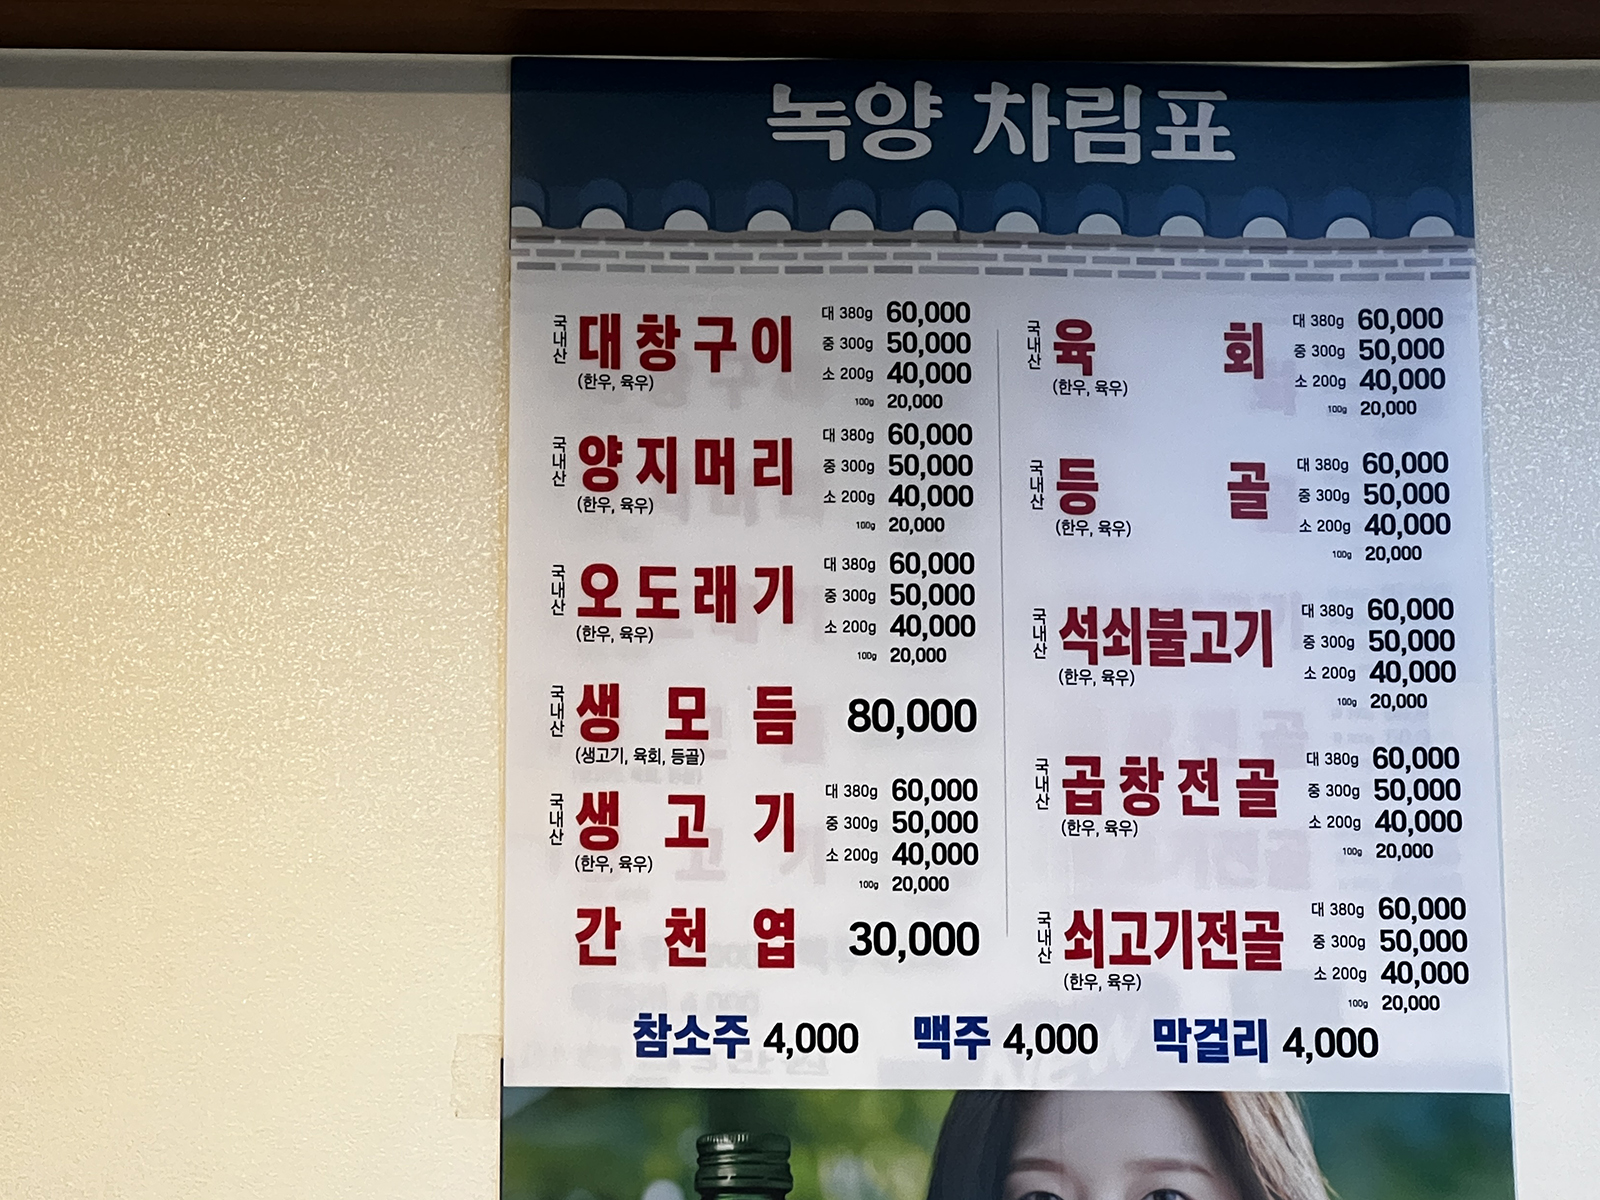 녹양 차림표
국내산 대창구이 대 380g 60,000
중 300g 50,000
(한우, 육우) 소 200g 40,000
100g 20,000
국내산 양지머리 대 380g 60,000
중 300g 50,000
(한우, 육우) 소 200g 40,000
100g 20,000
국내산 오도래기 대 380g 60,000
중 300g 50,000
(한우, 육우) 소 200g 40,000
100g 20,000
국내산 생모듬 80,000
(생고기, 육회, 등골)
국내산 생고기 대 380g 60,000
중 300g 50,000
(한우, 육우) 소 200g 40,000
100g 20,000
간천엽 30,000
국내산 육회 대 380g 60,000
중 300g 50,000
(한우, 육우) 소 200g 40,000
100g 20,000
국내산 등골 대 380g 60,000
중 300g 50,000
(한우, 육우) 소 200g 40,000
100g 20,000
국내산 석쇠불고기 대 380g 60,000
중 300g 50,000
(한우, 육우) 소 200g 40,000
100g 20,000
국내산 곱창전골 대 380g 60,000
중 300g 50,000
(한우, 육우) 소 200g 40,000
100g 20,000
국내산 쇠고기전골 대 380g 60,000
중 300g 50,000
(한우, 육우) 소 200g 40,000
100g 20,000
참소주 4,000 맥주 4,000 막걸리 4,000